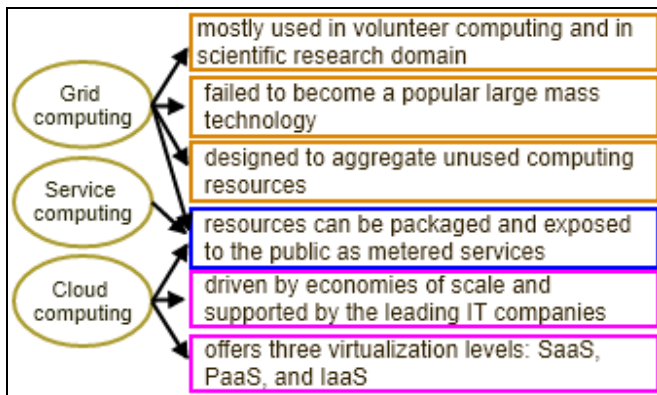 Grid
computing
Service
computing
Cloud
computing
mostly used in volunteer computing and in
scientific research domain
failed to become a popular large mass
technology
designed to aggregate unused computing
resources
resources can be packaged and exposed
to the public as metered services
driven by economies of scale and
supported by the leading IT companies
offers three virtualization levels: SaaS,
PaaS, and IaaS